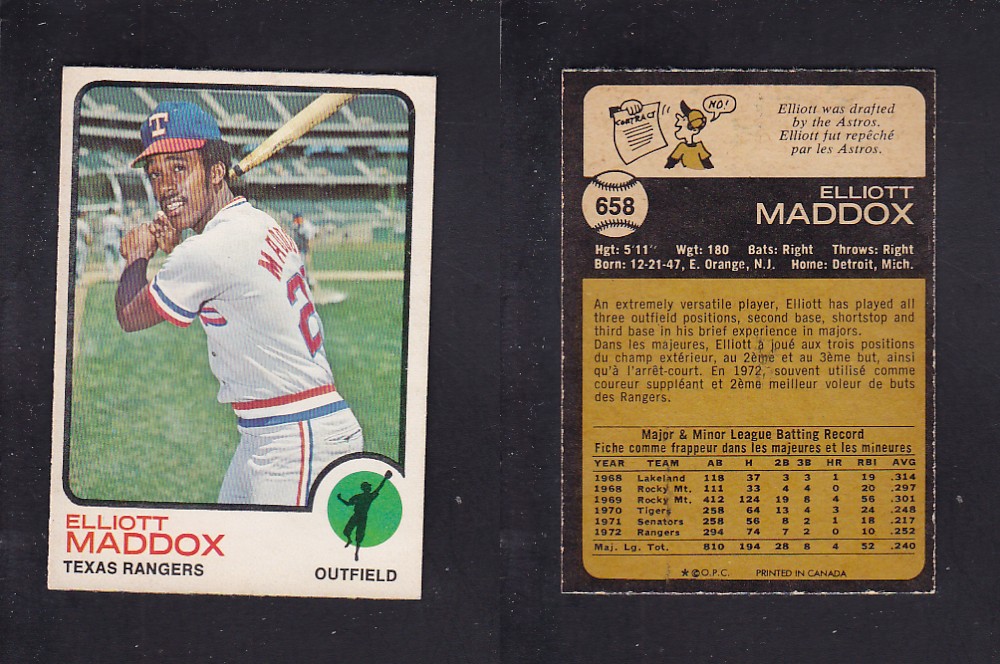 T
MADDO
2
ELLIOTT
MADDOX
TEXAS RANGERS
OUTFIELD
CONTRACT
NO!
Elliott was drafted
by the Astros.
Elliott fut repêché
par les Astros.
658
ELLIOTT
MADDOX
Hgt: 5'11" Wgt: 180 Bats: Right Throws: Right
Born: 12-21-47, E. Orange, N.J. Home: Detroit, Mich.
An extremely versatile player, Elliott has played all
three outfield positions, second base, shortstop and
third base in his brief experience in majors.
Dans les majeures, Elliott à joué aux trois positions
du champ extérieur, au 2ème et au 3ème but, ainsi
qu'à l'arrêt-court. En 1972, souvent utilisé comme
coureur suppléant et 2ème meilleur voleur de buts
des Rangers.
Major & Minor League Batting Record
Fiche comme frappeur dans les majeures et les mineures
YEAR TEAM AB H 2B 3B HR RBI AVG
1968 Lakeland 118 37 3 3 1 19 .314
1968 Rocky Mt. 111 33 4 4 0 20 .297
1969 Rocky Mt. 412 124 19 8 4 56 .301
1970 Tigers 258 64 13 4 3 24 .248
1971 Senators 258 56 8 2 1 18 .217
1972 Rangers 294 74 7 2 0 10 .252
Maj. Lg. Tot. 810 194 28 8 4 52 .240
★ © O.P.C. PRINTED IN CANADA